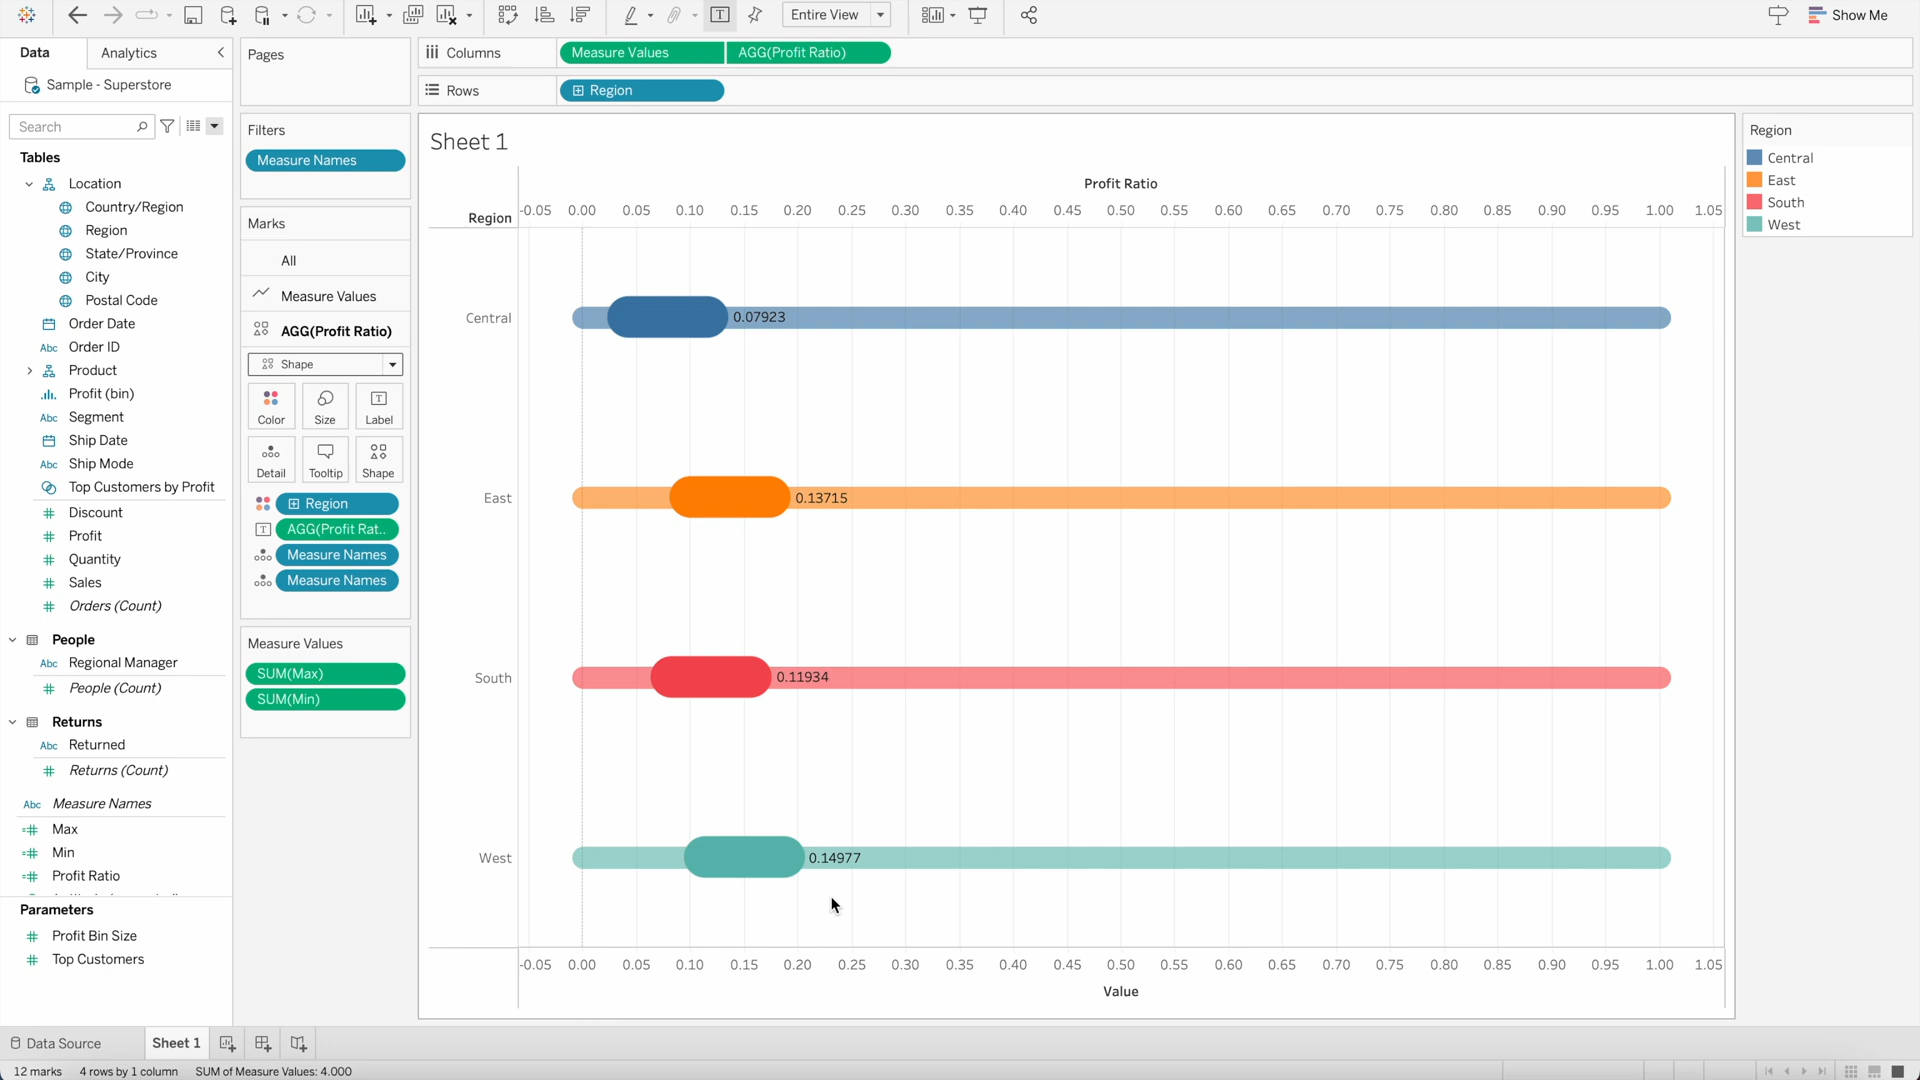 Entire View
Show Me
Data
Analytics
Sample - Superstore
Search
Tables
Location
Country/Region
Region
State/Province
City
Postal Code
Order Date
Abc Order ID
Product
Profit (bin)
Abc Segment
Ship Date
Abc Ship Mode
Top Customers by Profit
Discount
Profit
Quantity
Sales
Orders (Count)
People
Abc Regional Manager
People (Count)
Returns
Abc Returned
Returns (Count)
Abc Measure Names
Max
Min
Profit Ratio
Parameters
Profit Bin Size
Top Customers
Pages
Filters
Measure Names
Marks
All
Measure Values
AGG(Profit Ratio)
Shape
Color
Size
Label
Detail
Tooltip
Shape
Region
AGG(Profit Rat..
Measure Names
Measure Names
Measure Values
SUM(Max)
SUM(Min)
Columns
Measure Values
AGG(Profit Ratio)
Rows
Region
Sheet 1
Profit Ratio
Region
-0.05 0.00 0.05 0.10 0.15 0.20 0.25 0.30 0.35 0.40 0.45 0.50 0.55 0.60 0.65 0.70 0.75 0.80 0.85 0.90 0.95 1.00 1.05
Central
0.07923
East
0.13715
South
0.11934
West
0.14977
-0.05 0.00 0.05 0.10 0.15 0.20 0.25 0.30 0.35 0.40 0.45 0.50 0.55 0.60 0.65 0.70 0.75 0.80 0.85 0.90 0.95 1.00 1.05
Value
Region
Central
East
South
West
Data Source
Sheet 1
12 marks
4 rows by 1 column
SUM of Measure Values: 4.000